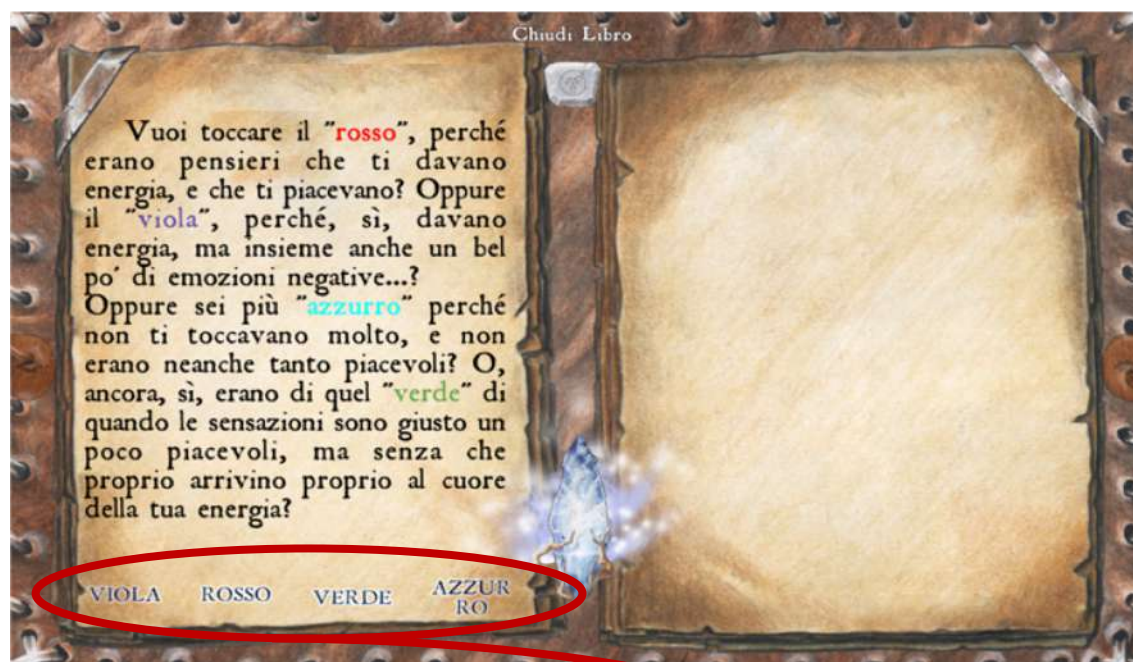 Chiudi Libro
Vuoi toccare il "rosso", perché
erano pensieri che ti davano
energia, e che ti piacevano? Oppure
il "viola", perché, sì, davano
energia, ma insieme anche un bel
po' di emozioni negative...?
Oppure sei più "azzurro" perché
non ti toccavano molto, e non
erano neanche tanto piacevoli? O,
ancora, sì, erano di quel "verde" di
quando le sensazioni sono giusto un
poco piacevoli, ma senza che
proprio arrivino proprio al cuore
della tua energia?
VIOLA ROSSO VERDE AZZUR
RO